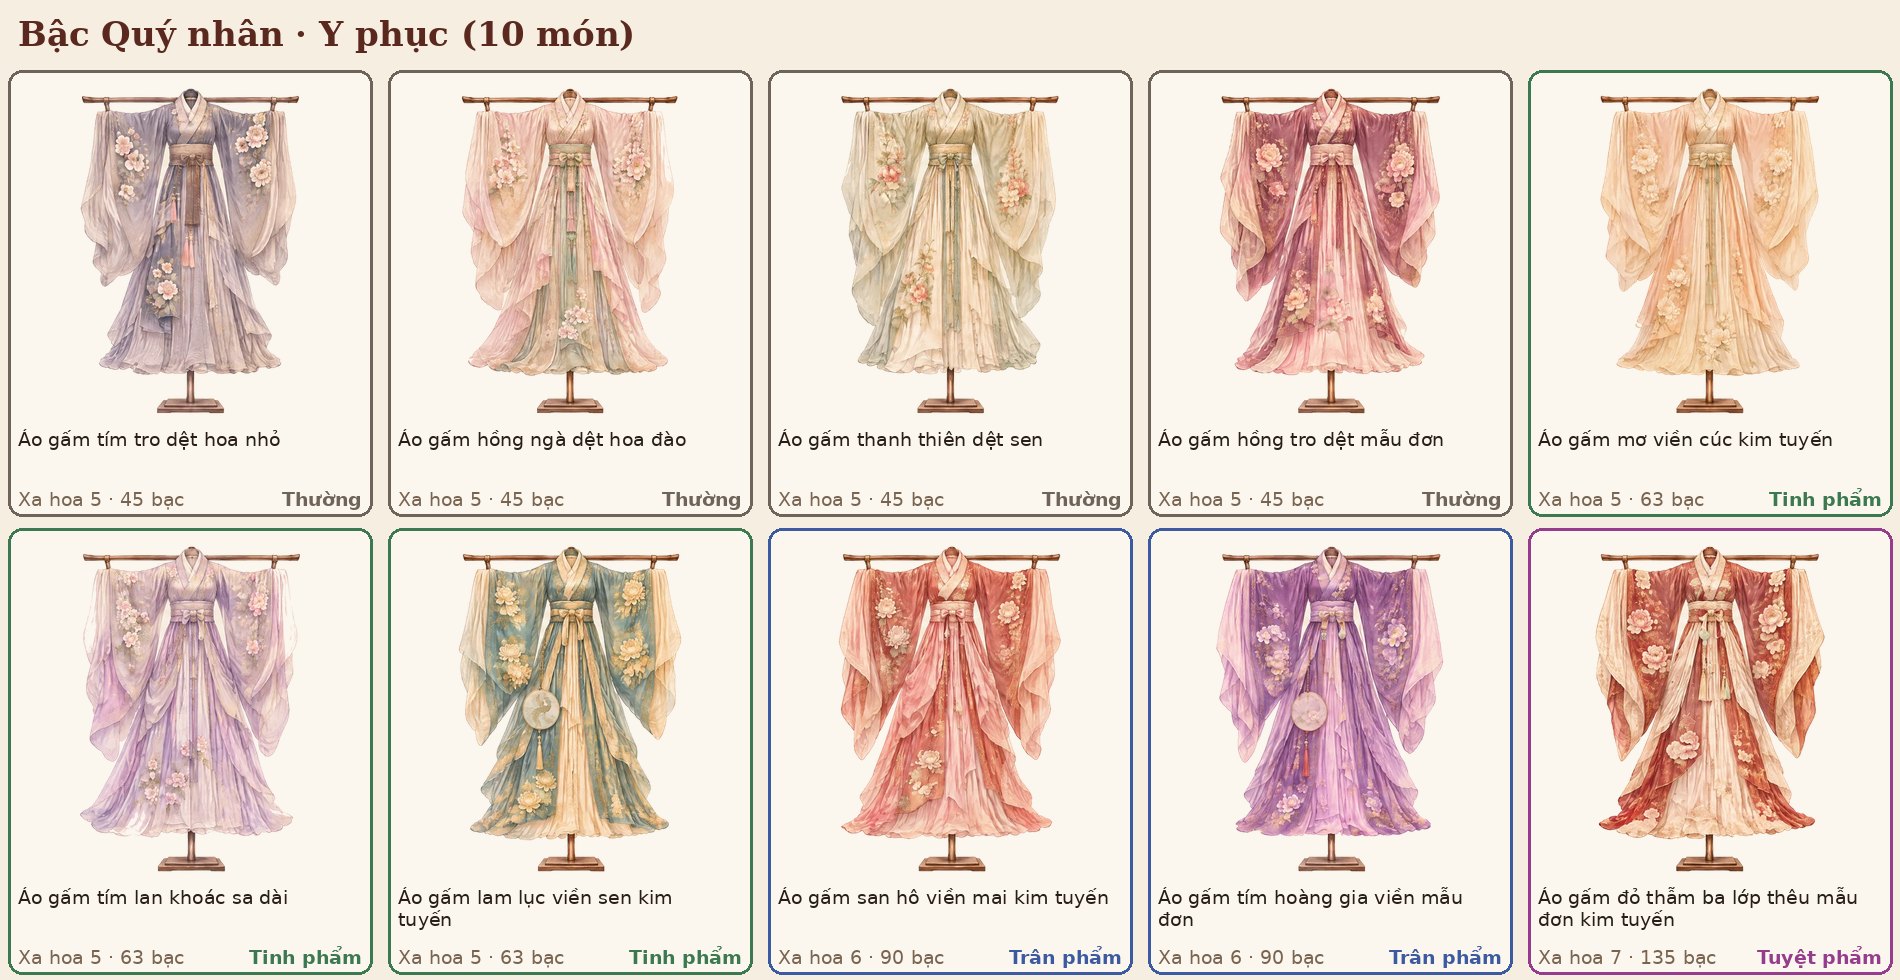 Bậc Quý nhân · Y phục (10 món)
Áo gấm tím tro dệt hoa nhỏ
Xa hoa 5 · 45 bạc
Thường
Áo gấm hồng ngà dệt hoa đào
Xa hoa 5 · 45 bạc
Thường
Áo gấm thanh thiên dệt sen
Xa hoa 5 · 45 bạc
Thường
Áo gấm hồng tro dệt mẫu đơn
Xa hoa 5 · 45 bạc
Thường
Áo gấm mơ viền cúc kim tuyến
Xa hoa 5 · 63 bạc
Tinh phẩm
Áo gấm tím lan khoác sa dài
Xa hoa 5 · 63 bạc
Tinh phẩm
Áo gấm lam lục viền sen kim
tuyến
Xa hoa 5 · 63 bạc
Tinh phẩm
Áo gấm san hô viền mai kim tuyến
Xa hoa 6 · 90 bạc
Trân phẩm
Áo gấm tím hoàng gia viền mẫu
đơn
Xa hoa 6 · 90 bạc
Trân phẩm
Áo gấm đỏ thẫm ba lớp thêu mẫu
đơn kim tuyến
Xa hoa 7 · 135 bạc
Tuyệt phẩm